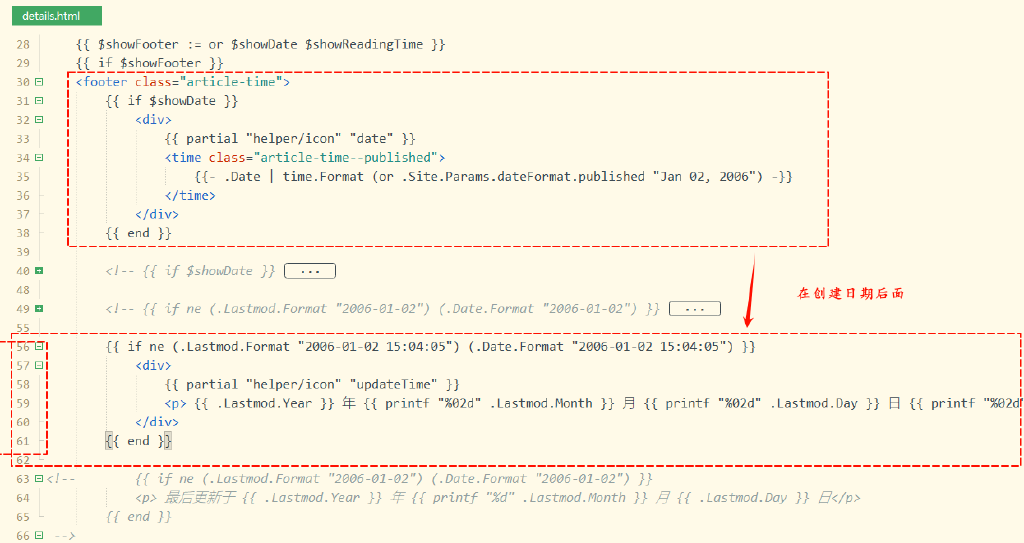 details.html
28 {{ $showFooter := or $showDate $showReadingTime }}
29 {{ if $showFooter }}
30 <footer class="article-time">
31 {{ if $showDate }}
32 <div>
33 {{ partial "helper/icon" "date" }}
34 <time class="article-time--published">
35 {{- .Date | time.Format (or .Site.Params.dateFormat.published "Jan 02, 2006") -}}
36 </time>
37 </div>
38 {{ end }}
39
40 <!-- {{ if $showDate }} ...
48
在创建日期后面
49 <!-- {{ if ne (.Lastmod.Format "2006-01-02") (.Date.Format "2006-01-02") }} ...
55
56 {{ if ne (.Lastmod.Format "2006-01-02 15:04:05") (.Date.Format "2006-01-02 15:04:05") }}
57 <div>
58 {{ partial "helper/icon" "updateTime" }}
59 <p> {{ .Lastmod.Year }} 年 {{ printf "%02d" .Lastmod.Month }} 月 {{ printf "%02d" .Lastmod.Day }} 日 {{ printf "%02d"
60 </div>
61 {{ end }}
62
63 <!-- {{ if ne (.Lastmod.Format "2006-01-02") (.Date.Format "2006-01-02") }}
64 <p> 最后更新于 {{ .Lastmod.Year }} 年 {{ printf "%d" .Lastmod.Month }} 月 {{ .Lastmod.Day }} 日</p>
65 {{ end }}
66 -->